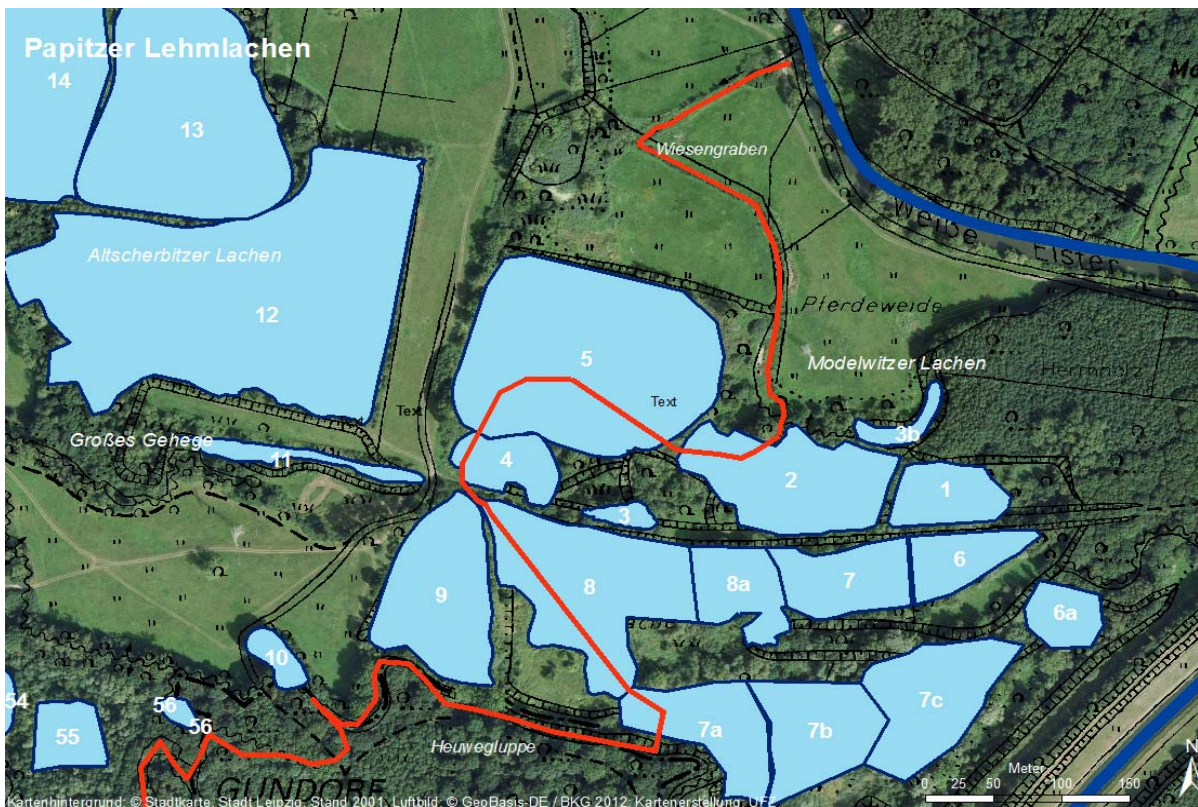 Papitzer Lehmlachen
14
13
Wiesengraben
Weiße
Elster
Altscherbitzer Lachen
12
Pferdeweide
5
Modelwitzer Lachen
Herrnholz
Text
Text
3b
Großes Gehege
11
4
2
1
3
9
8
8a
7
6
6a
10
54
56
56
55
7a
7b
7c
Heuwegluppe
GUNDORF
N
Meter
0 25 50 100 150
Kartenhintergrund: © Stadtkarte, Stadt Leipzig, Stand 2001, Luftbild: © GeoBasis-DE / BKG 2012, Kartenerstellung, UFZ